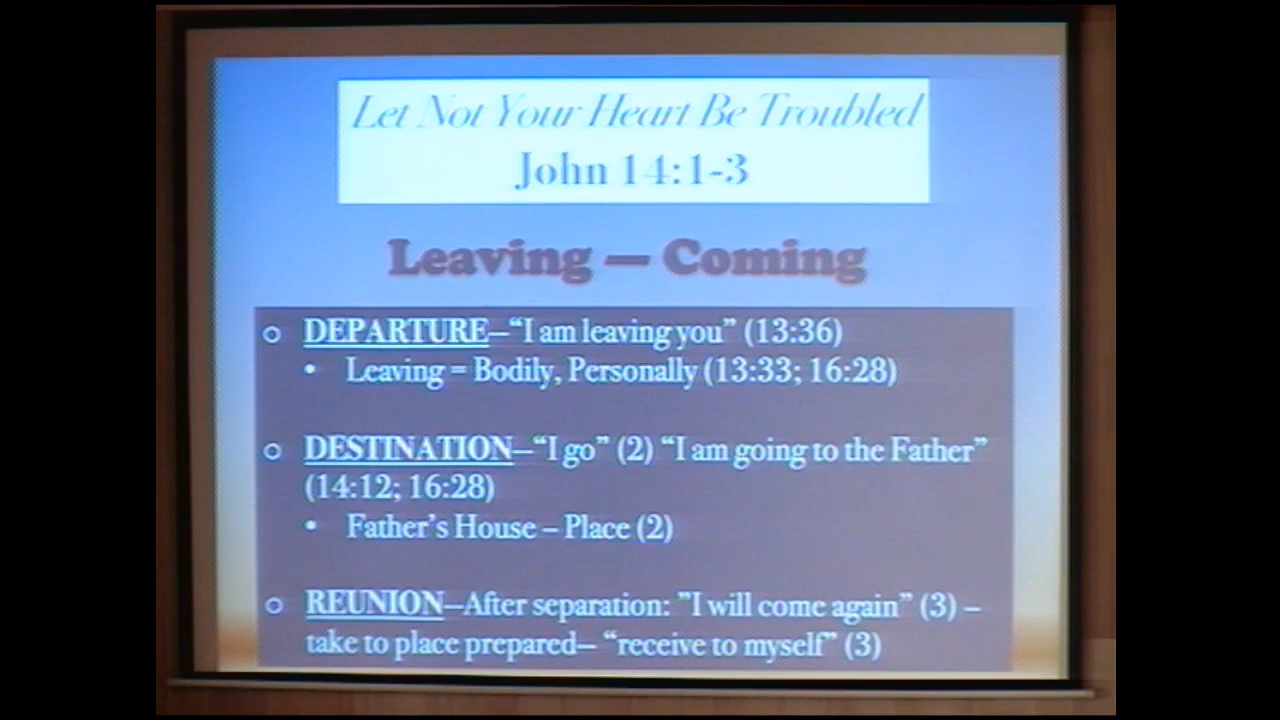 Let Not Your Heart Be Troubled
John 14:1-3
Leaving — Coming
○ DEPARTURE–“I am leaving you” (13:36)
• Leaving = Bodily, Personally (13:33; 16:28)
○ DESTINATION–“I go” (2) “I am going to the Father”
(14:12; 16:28)
• Father’s House – Place (2)
○ REUNION–After separation: ”I will come again” (3) –
take to place prepared– “receive to myself” (3)